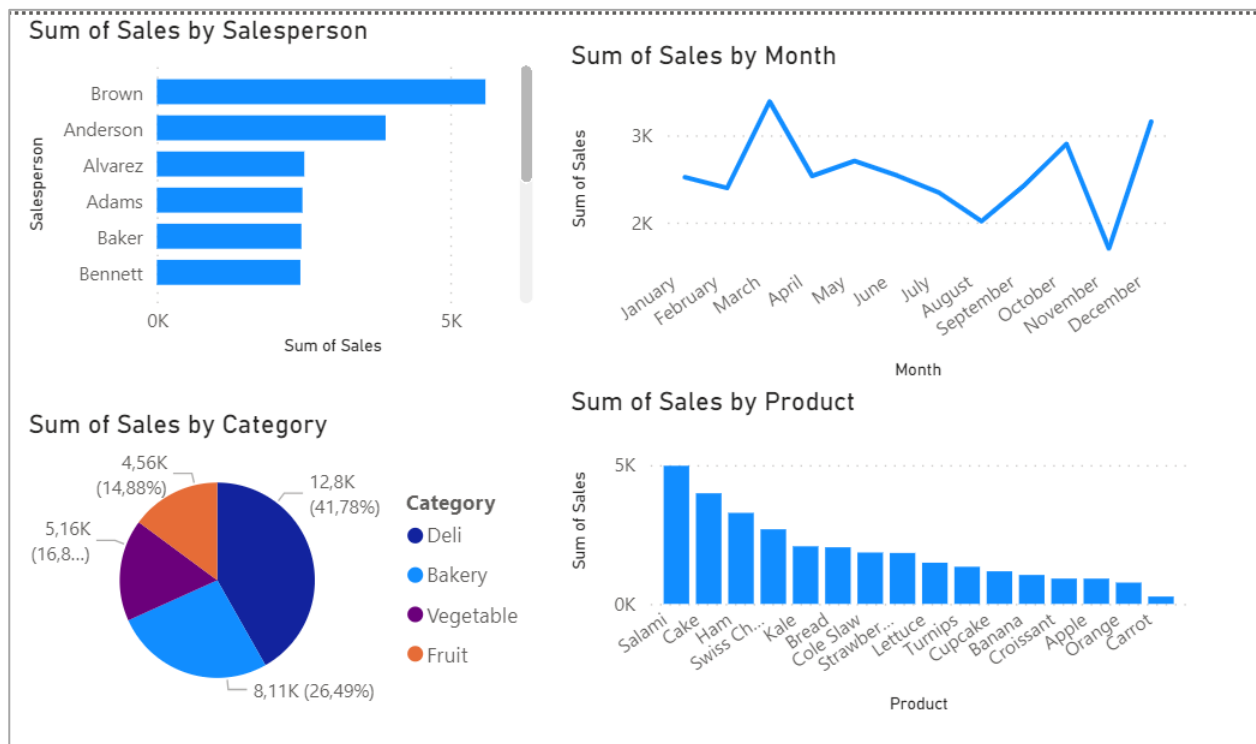 Sum of Sales by Salesperson
Salesperson
Brown
Anderson
Alvarez
Adams
Baker
Bennett
0K
5K
Sum of Sales
Sum of Sales by Month
Sum of Sales
3K
2K
January
February
March
April
May
June
July
August
September
October
November
December
Month
Sum of Sales by Category
4,56K
(14,88%)
5,16K
(16,8...)
12,8K
(41,78%)
8,11K (26,49%)
Category
Deli
Bakery
Vegetable
Fruit
Sum of Sales by Product
Sum of Sales
5K
0K
Salami
Cake
Ham
Swiss Ch...
Kale
Bread
Cole Slaw
Strawber...
Lettuce
Turnips
Cupcake
Banana
Croissant
Apple
Orange
Carrot
Product